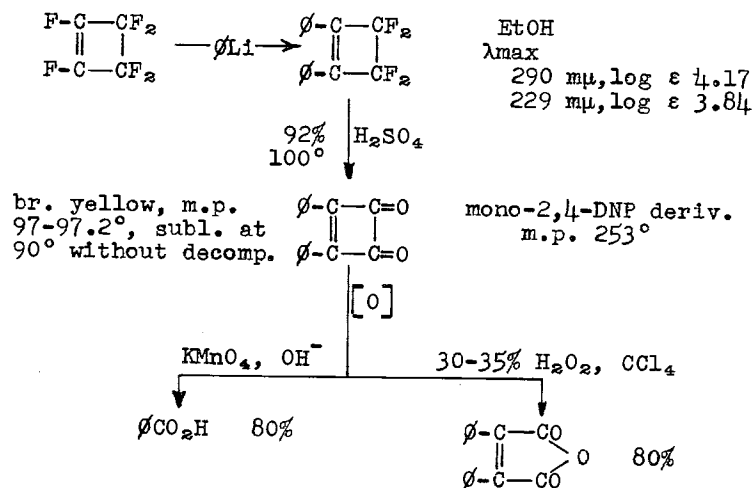 F-C-CF₂ —ØLi→ Ø-C-CF₂
F-C-CF₂ Ø-C-CF₂
EtOH
λmax
290 mμ,log ε 4.17
229 mμ,log ε 3.84
92% H₂SO₄
100°
br. yellow, m.p.
97-97.2°, subl. at
90° without decomp.
Ø-C-C=O
Ø-C-C=O
mono-2,4-DNP deriv.
m.p. 253°
[O]
KMnO₄, OH⁻
30-35% H₂O₂, CCl₄
ØCO₂H 80%
Ø-C-CO
O 80%
Ø-C-CO